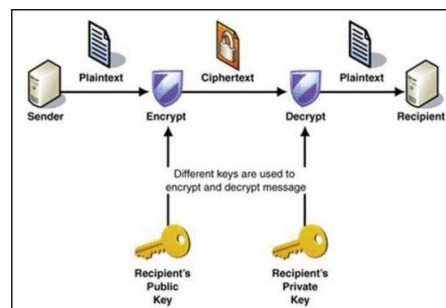 Plaintext
Ciphertext
Plaintext
Sender
Encrypt
Decrypt
Recipient
Different keys are used to
encrypt and decrypt message
Recipient's
Public
Key
Recipient's
Private
Key